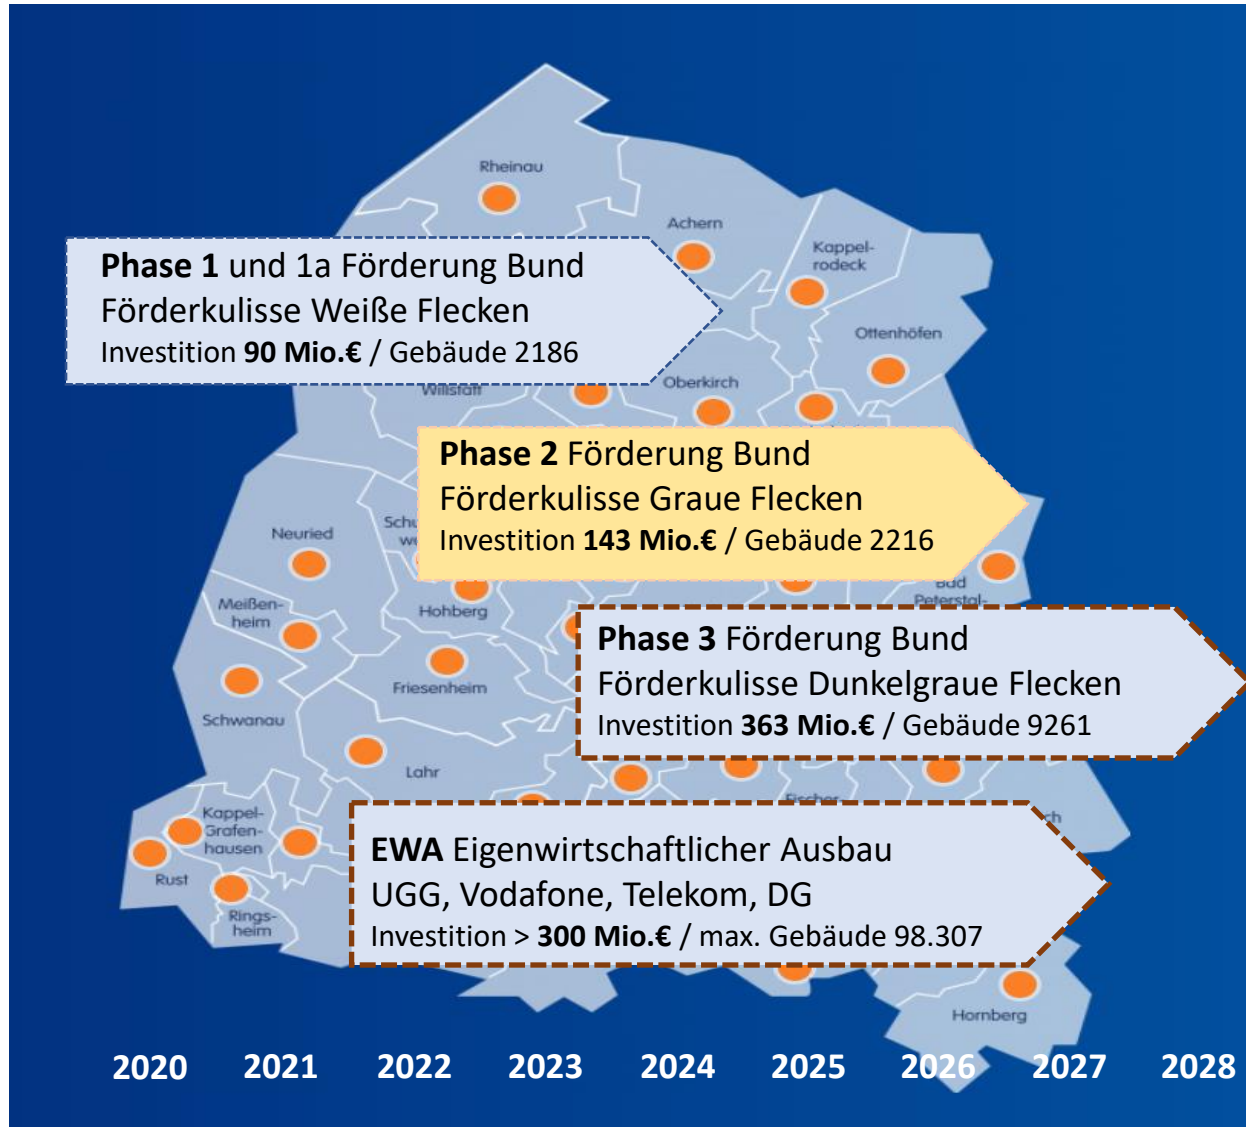 Rheinau
Achern
Kappel-
rodeck
Phase 1 und 1a Förderung Bund
Förderkulisse Weiße Flecken
Investition 90 Mio.€ / Gebäude 2186
Ottenhöfen
Oberkirch
Willstätt
Phase 2 Förderung Bund
Förderkulisse Graue Flecken
Investition 143 Mio.€ / Gebäude 2216
Neuried
Bad
Peterstal-
Meißen-
heim
Hohberg
Phase 3 Förderung Bund
Förderkulisse Dunkelgraue Flecken
Investition 363 Mio.€ / Gebäude 9261
Friesenheim
Schwanau
Lahr
Fischer-
Kappel-
Grafen-
hausen
Rust
Rings-
heim
EWA Eigenwirtschaftlicher Ausbau
UGG, Vodafone, Telekom, DG
Investition > 300 Mio.€ / max. Gebäude 98.307
Hornberg
2020 2021 2022 2023 2024 2025 2026 2027 2028